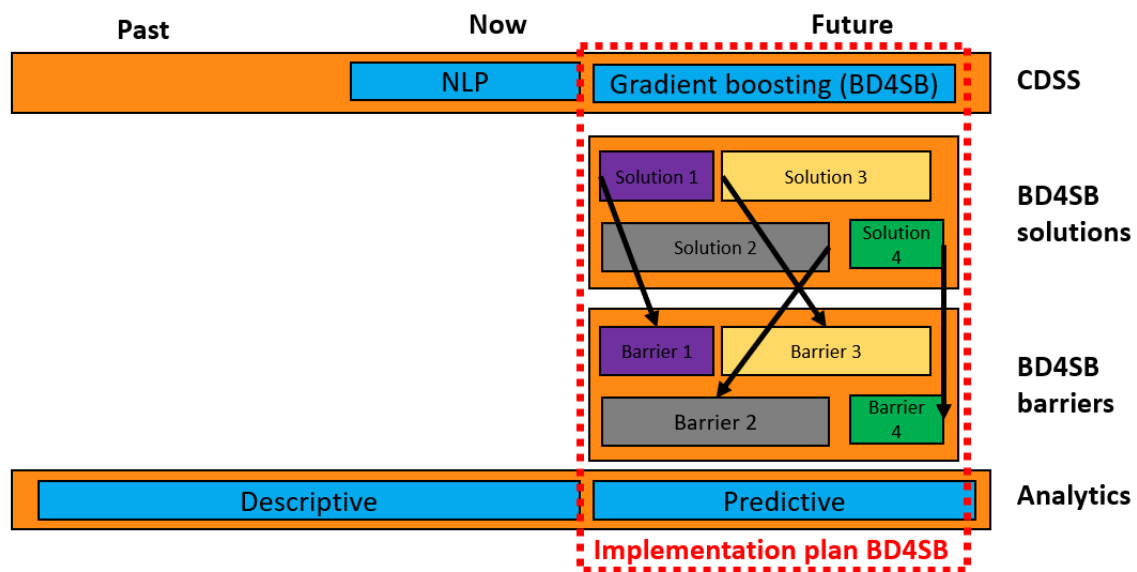 Past
Now
Future
NLP
Gradient boosting (BD4SB)
CDSS
Solution 1
Solution 3
Solution 2
Solution
4
BD4SB
solutions
Barrier 1
Barrier 3
Barrier 2
Barrier
4
BD4SB
barriers
Descriptive
Predictive
Analytics
Implementation plan BD4SB